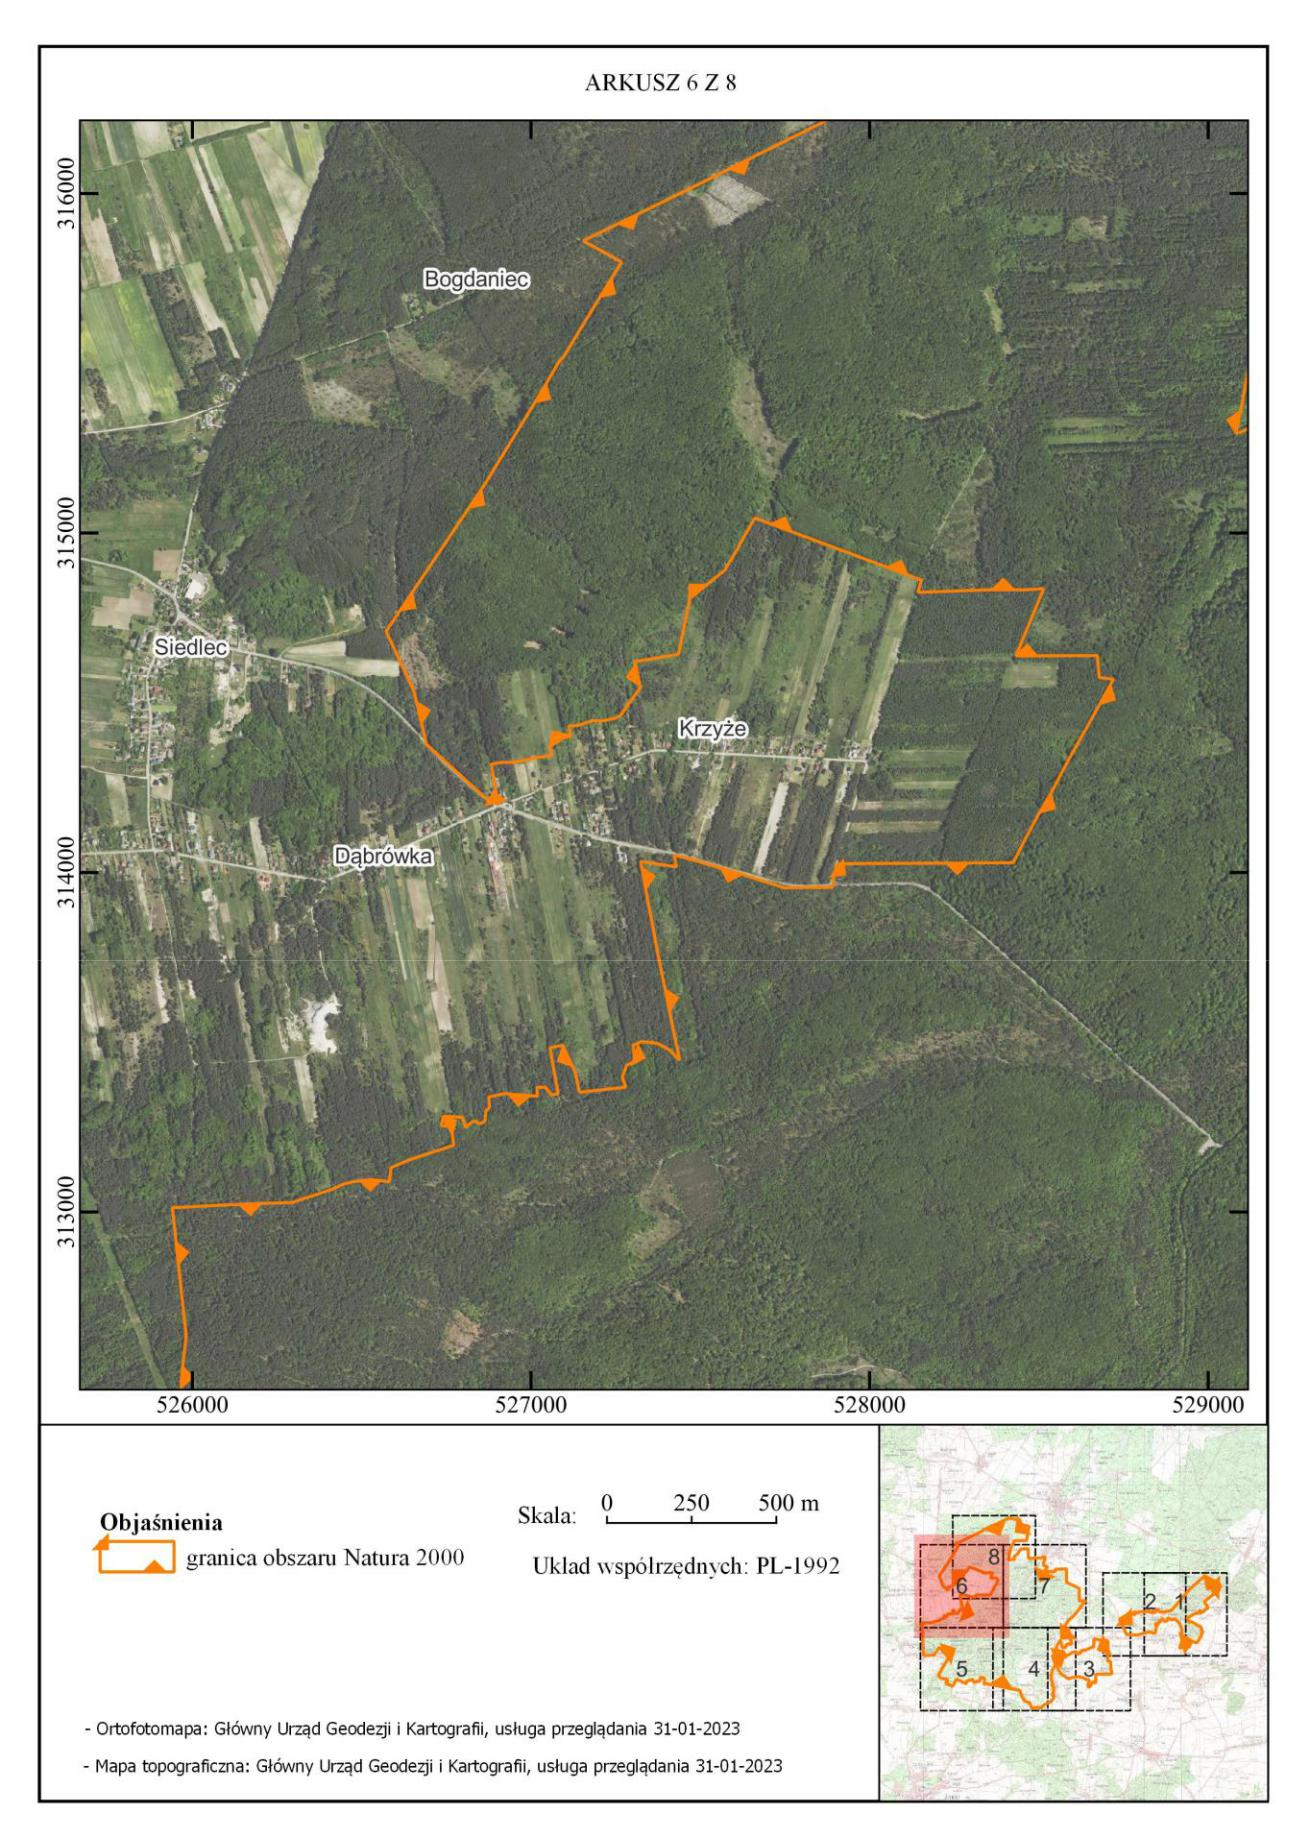 ARKUSZ 6 Z 8
316000
Bogdaniec
315000
Siedlec
Krzyże
314000
Dąbrówka
313000
526000 527000 528000 529000
Objaśnienia
granica obszaru Natura 2000
Skala: 0 250 500 m
Układ współrzędnych: PL-1992
8
6
7
2
1
5
4
3
- Ortofotomapa: Główny Urząd Geodezji i Kartografii, usługa przeglądania 31-01-2023
- Mapa topograficzna: Główny Urząd Geodezji i Kartografii, usługa przeglądania 31-01-2023